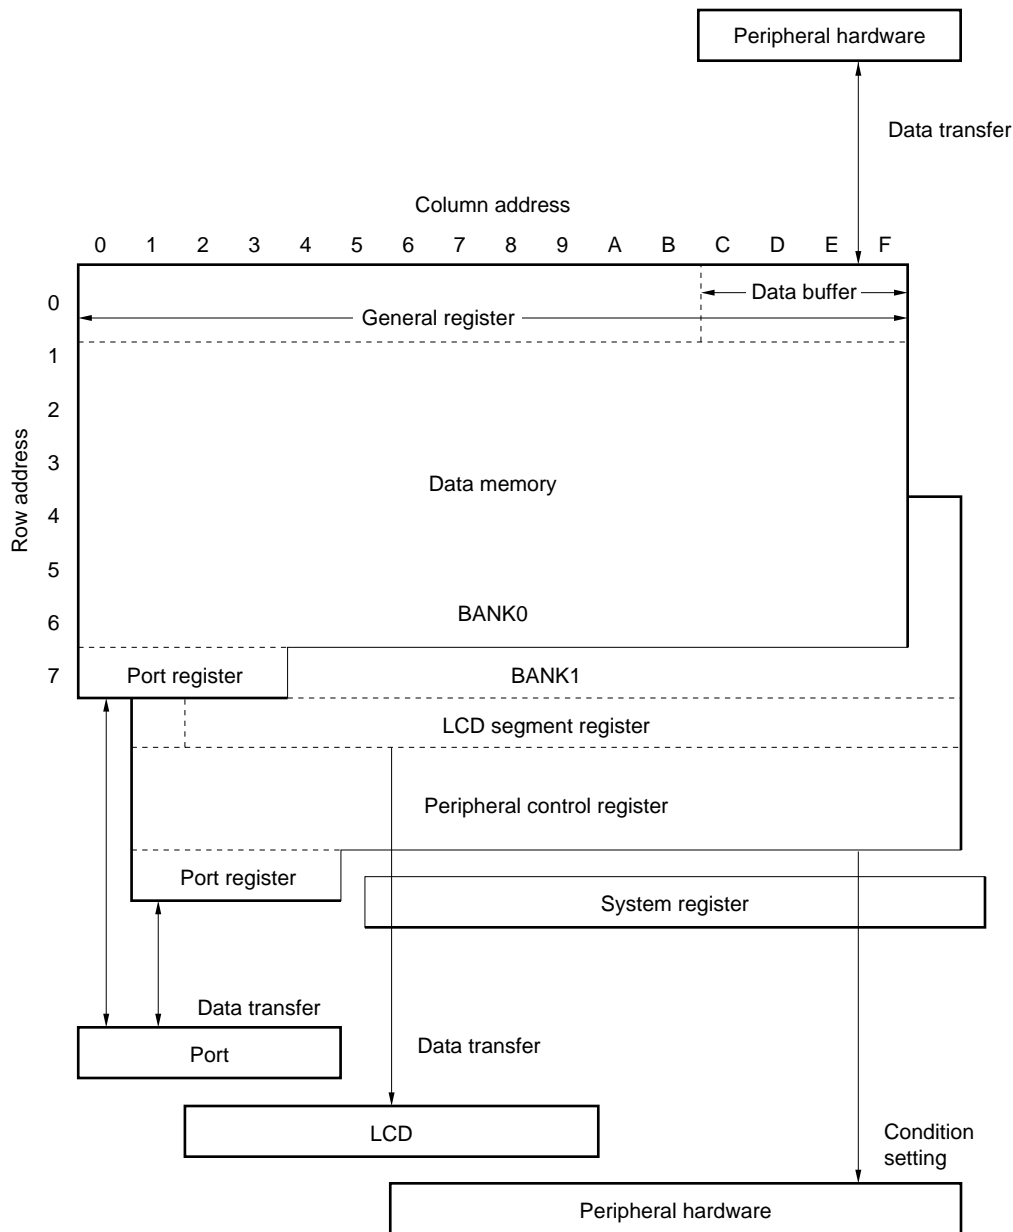 Peripheral hardware
Data transfer
Column address
0 1 2 3 4 5 6 7 8 9 A B C D E F
0
Data buffer
General register
1
2
3
Data memory
Row address
4
5
6
BANK0
7
Port register
BANK1
LCD segment register
Peripheral control register
Port register
System register
Data transfer
Port
Data transfer
LCD
Condition
setting
Peripheral hardware